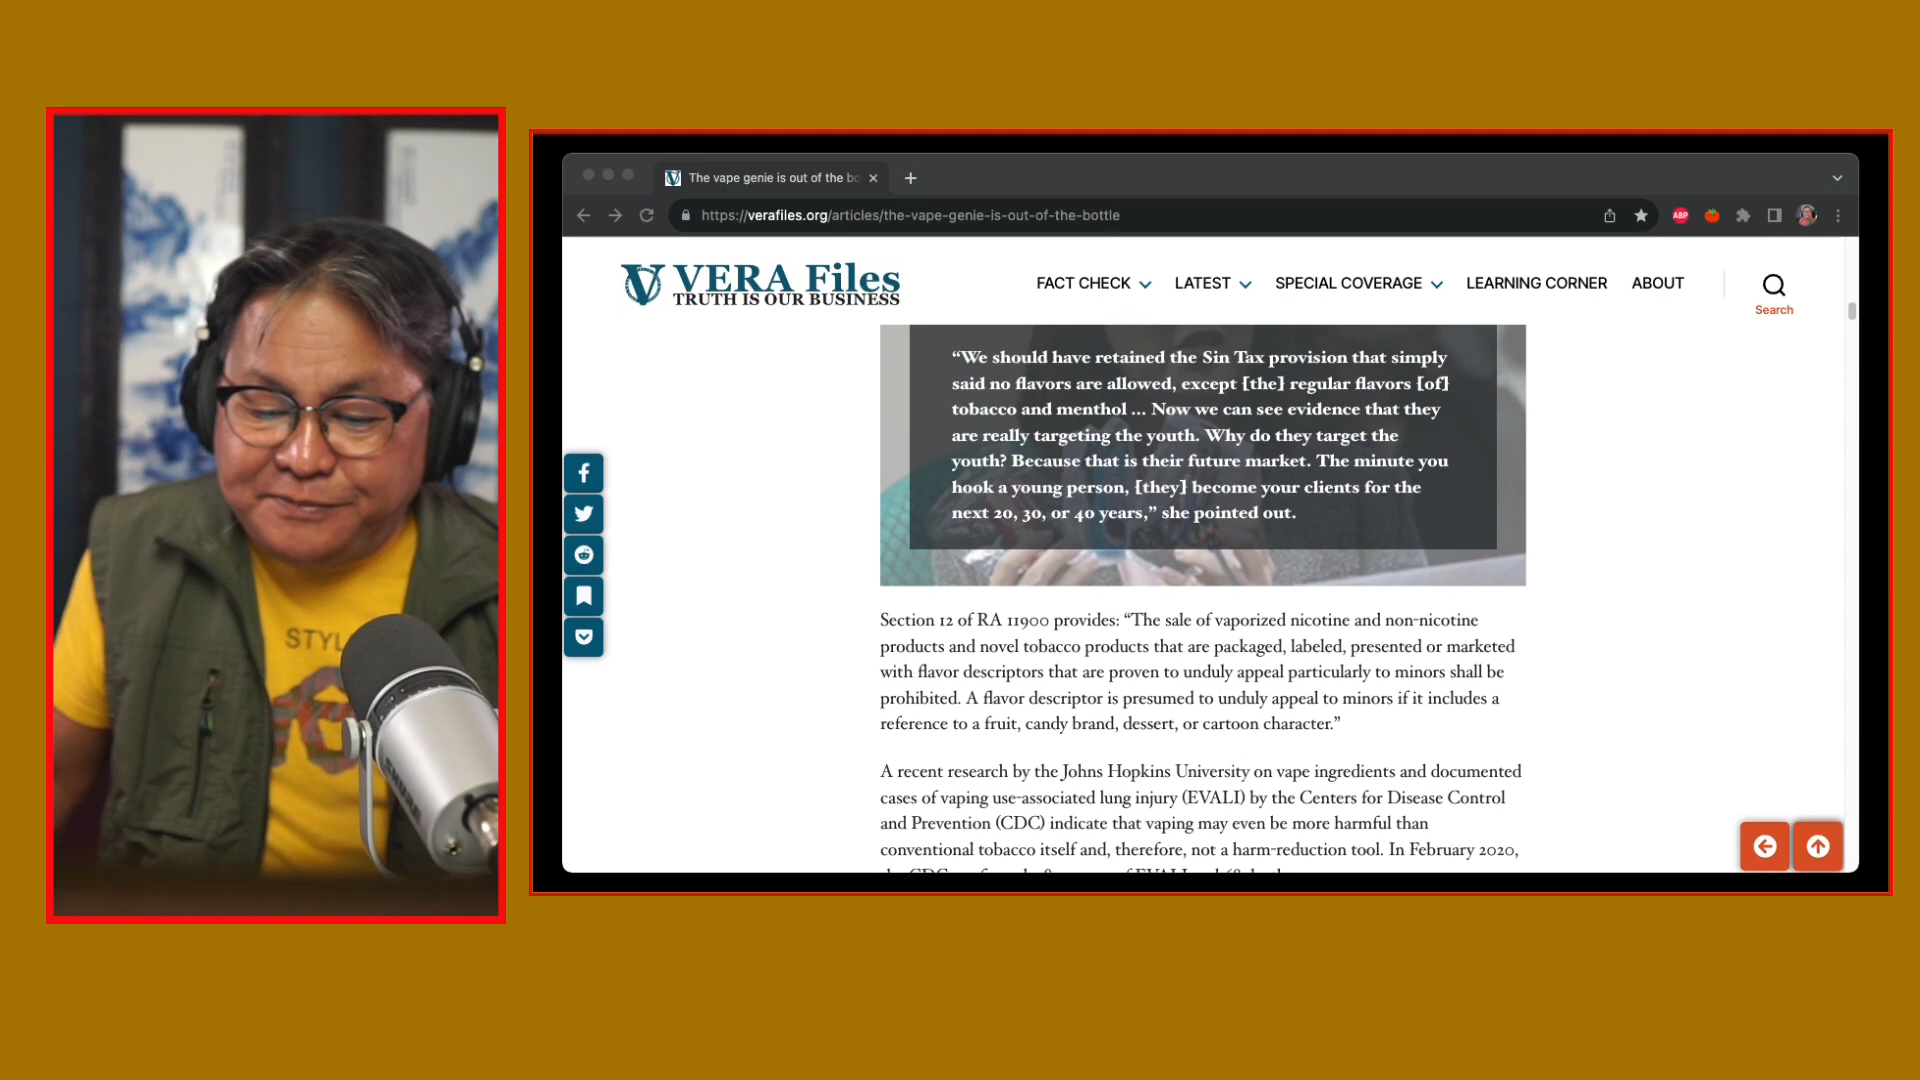 The vape genie is out of the bo
https://verafiles.org/articles/the-vape-genie-is-out-of-the-bottle
ABP
VERA Files
TRUTH IS OUR BUSINESS
FACT CHECK
LATEST
SPECIAL COVERAGE
LEARNING CORNER
ABOUT
Search
“We should have retained the Sin Tax provision that simply
said no flavors are allowed, except [the] regular flavors [of]
tobacco and menthol ... Now we can see evidence that they
are really targeting the youth. Why do they target the
youth? Because that is their future market. The minute you
hook a young person, [they] become your clients for the
next 20, 30, or 40 years,” she pointed out.
Section 12 of RA 11900 provides: “The sale of vaporized nicotine and non-nicotine
products and novel tobacco products that are packaged, labeled, presented or marketed
with flavor descriptors that are proven to unduly appeal particularly to minors shall be
prohibited. A flavor descriptor is presumed to unduly appeal to minors if it includes a
reference to a fruit, candy brand, dessert, or cartoon character.”
A recent research by the Johns Hopkins University on vape ingredients and documented
cases of vaping use-associated lung injury (EVALI) by the Centers for Disease Control
and Prevention (CDC) indicate that vaping may even be more harmful than
conventional tobacco itself and, therefore, not a harm-reduction tool. In February 2020,
STYL
SHURE